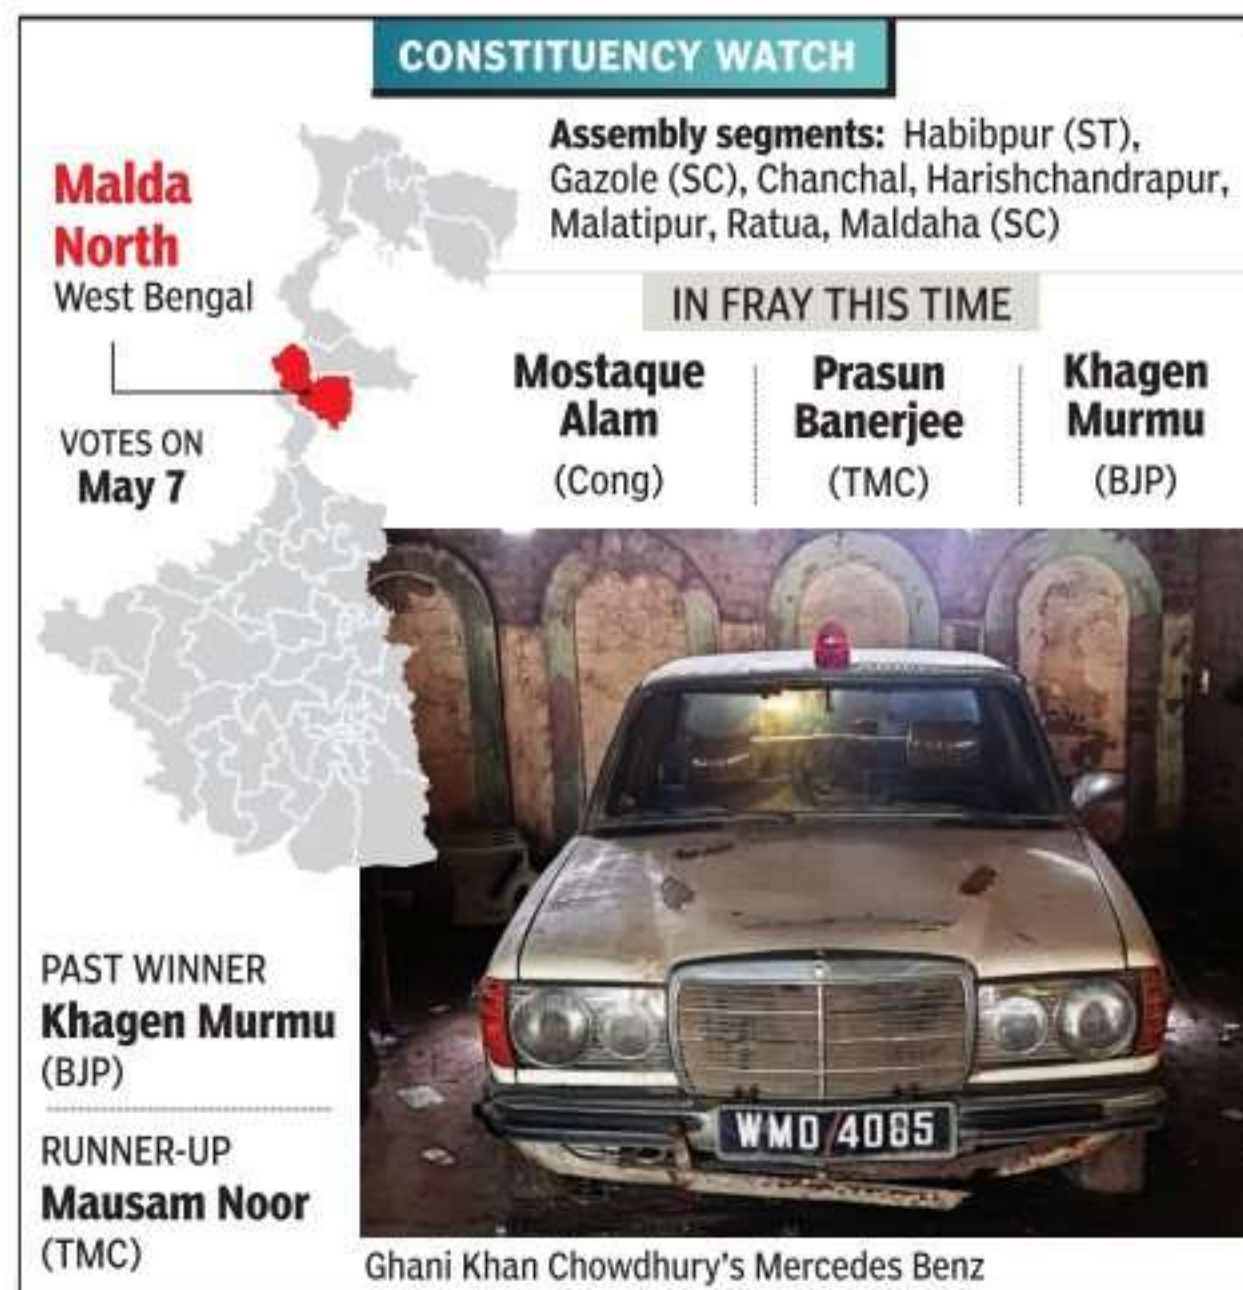 CONSTITUENCY WATCH
Malda
North
West Bengal
VOTES ON
May 7
Assembly segments: Habibpur (ST),
Gazole (SC), Chanchal, Harishchandrapur,
Malatipur, Ratua, Maldaha (SC)
IN FRAY THIS TIME
Mostaque
Alam
(Cong)
Prasun
Banerjee
(TMC)
Khagen
Murmu
(BJP)
PAST WINNER
Khagen Murmu
(BJP)
RUNNER-UP
Mausam Noor
(TMC)
WMD 4085
Ghani Khan Chowdhury's Mercedes Benz